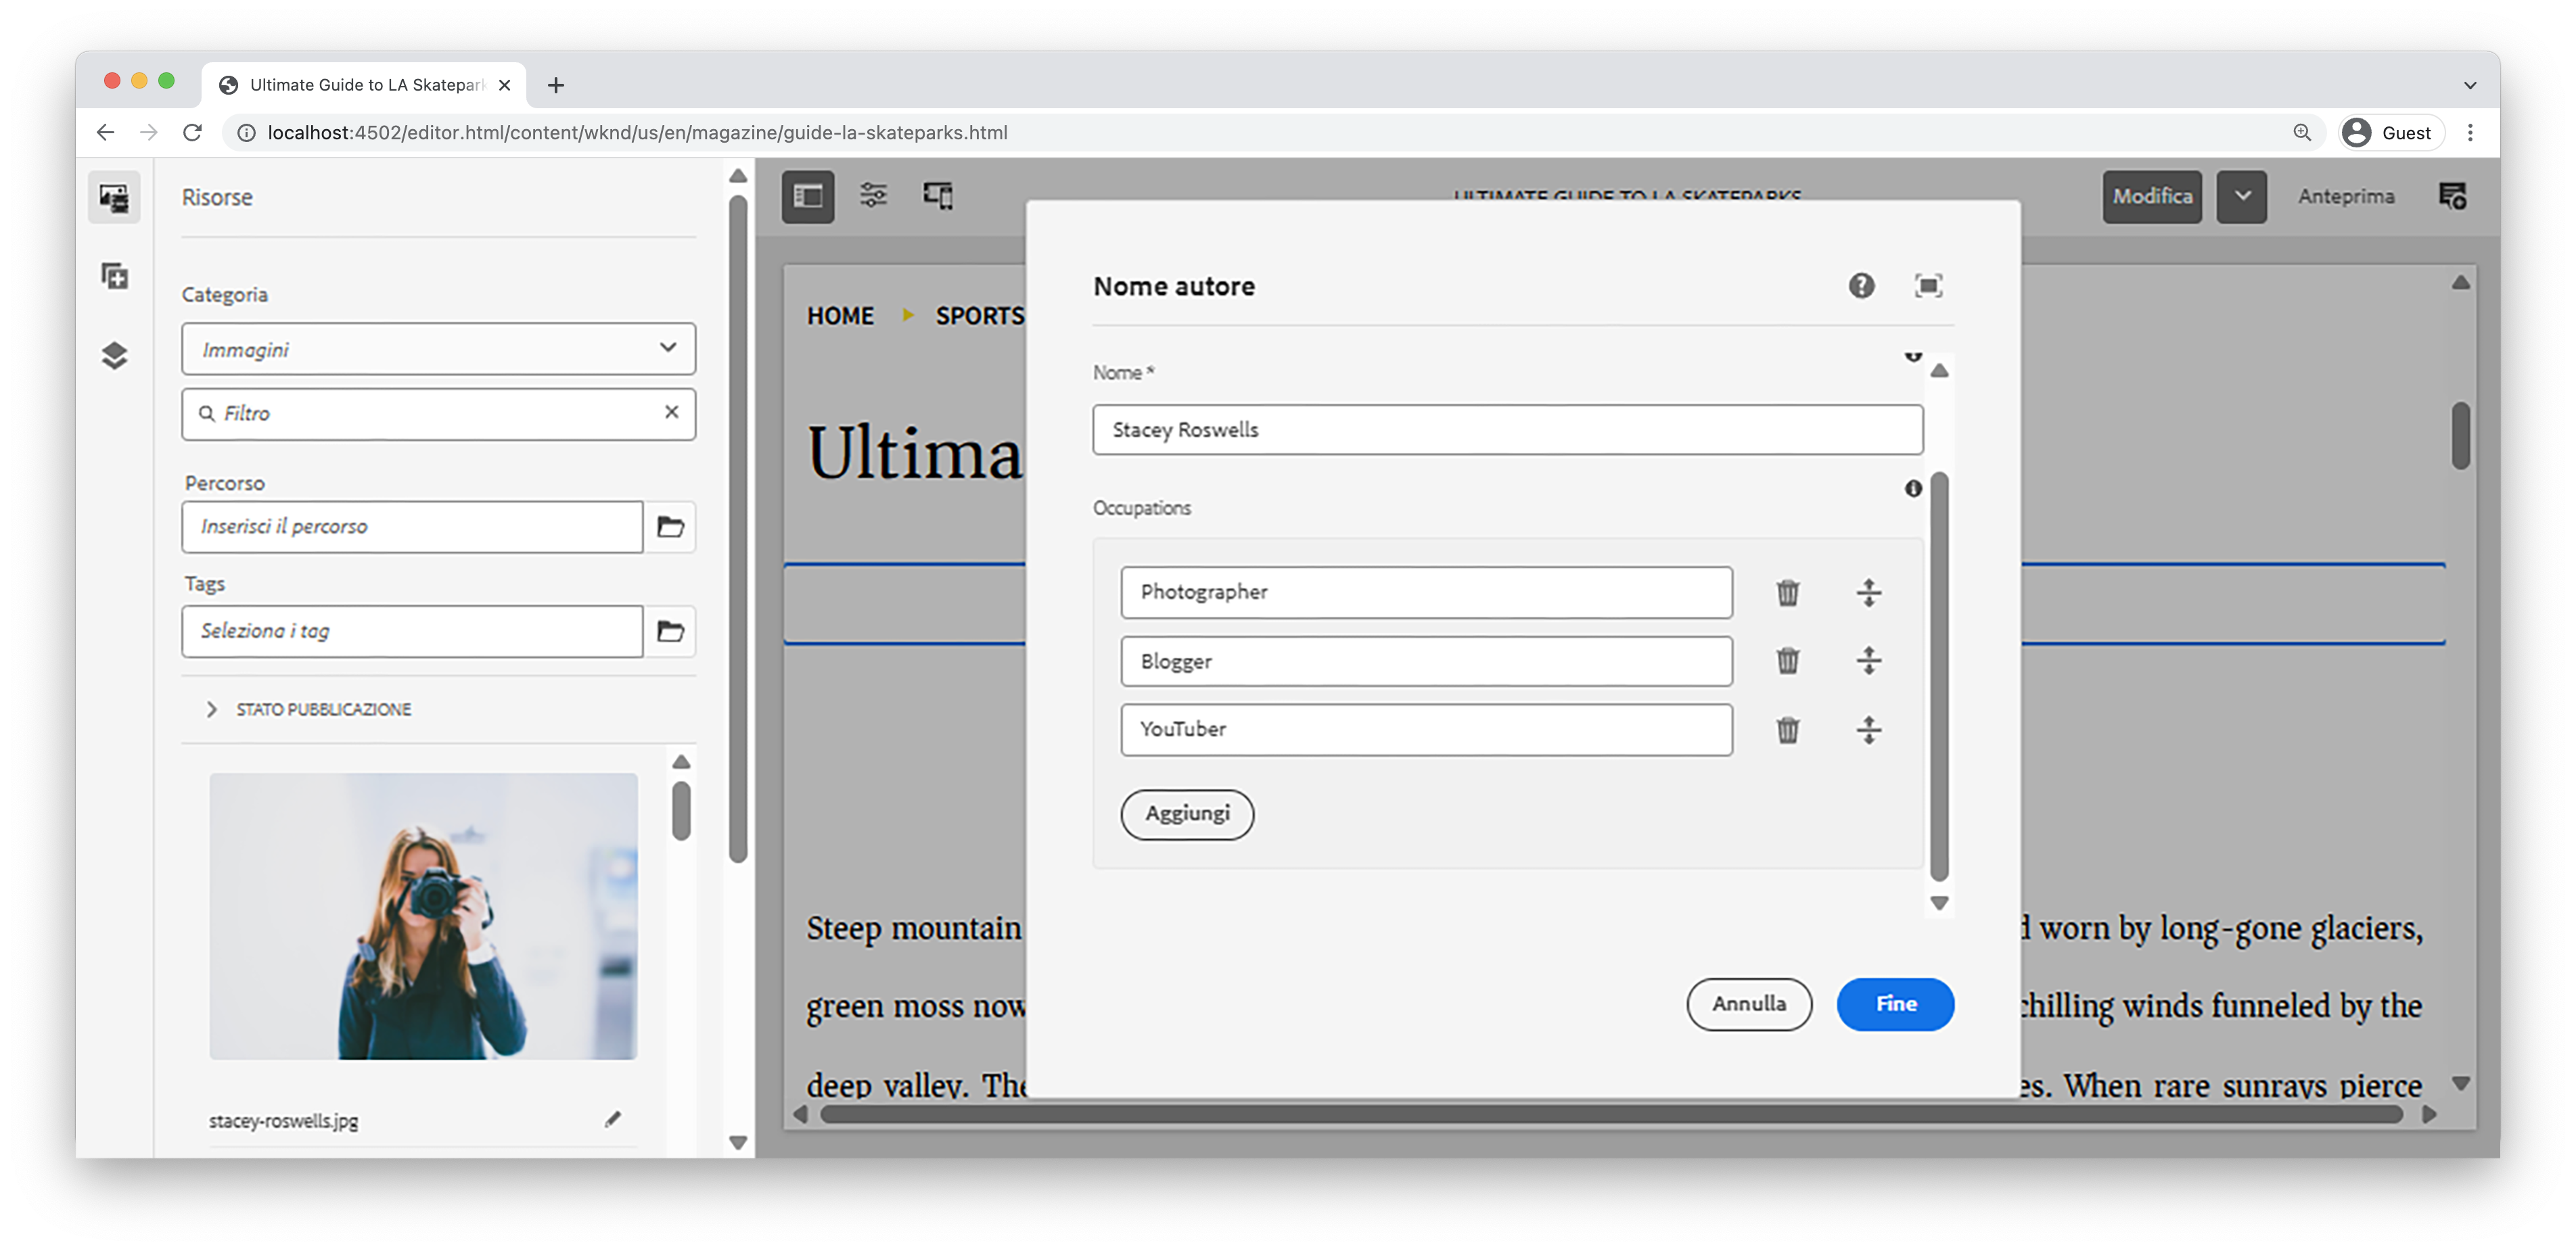 Ultimate Guide to LA Skatepark
localhost:4502/editor.html/content/wknd/us/en/magazine/guide-la-skateparks.html
Guest
Risorse
Categoria
Immagini
Filtro
Percorso
Inserisci il percorso
Tags
Seleziona i tag
STATO PUBBLICAZIONE
stacey-roswells.jpg
ULTIMATE GUIDE TO LA SKATEPARKS
Modifica
Anteprima
HOME SPORTS
Ultima
Nome autore
Nome *
Stacey Roswells
Occupations
Photographer
Blogger
YouTuber
Aggiungi
Annulla
Fine
Steep mountain d worn by long-gone glaciers,
green moss now chilling winds funneled by the
deep valley. The es. When rare sunrays pierce